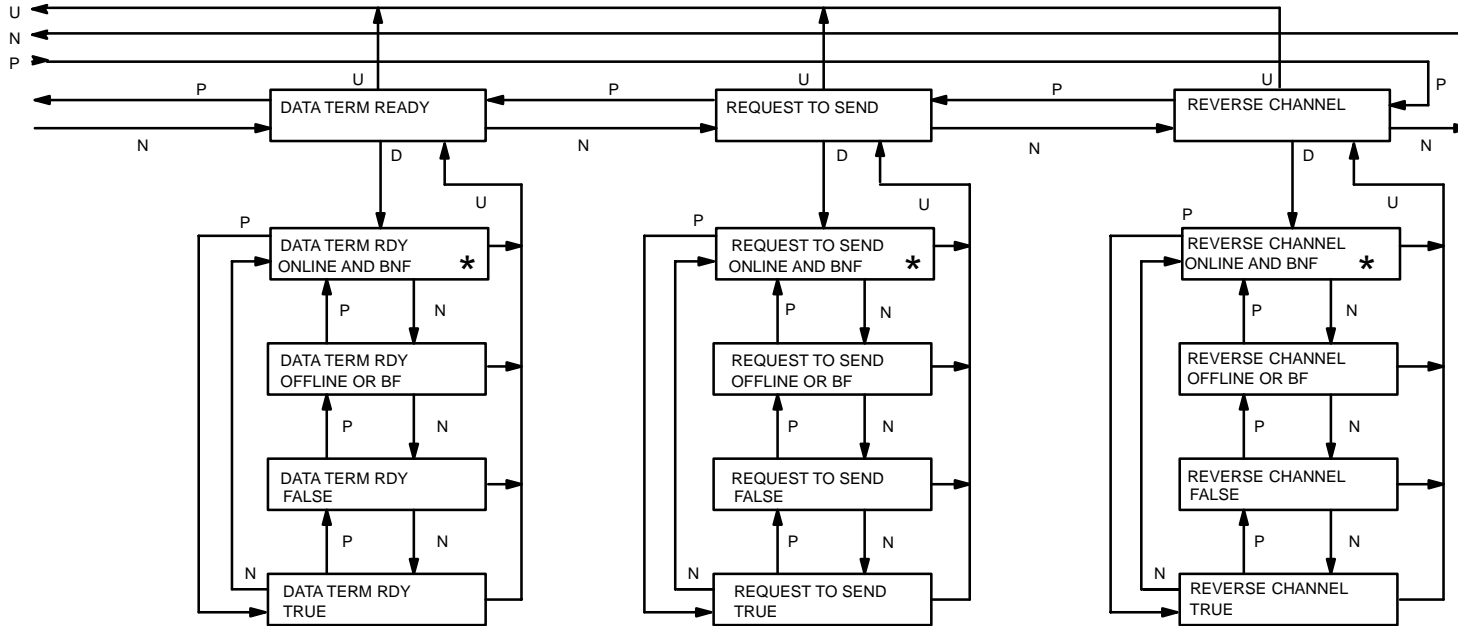 U
N
P
U
U
U
P
P
P
P
DATA TERM READY
REQUEST TO SEND
REVERSE CHANNEL
N
N
N
N
D
D
D
U
U
U
P
P
P
DATA TERM RDY
ONLINE AND BNF *
REQUEST TO SEND
ONLINE AND BNF *
REVERSE CHANNEL
ONLINE AND BNF *
P
N
P
N
P
N
DATA TERM RDY
OFFLINE OR BF
REQUEST TO SEND
OFFLINE OR BF
REVERSE CHANNEL
OFFLINE OR BF
P
N
P
N
P
N
DATA TERM RDY
FALSE
REQUEST TO SEND
FALSE
REVERSE CHANNEL
FALSE
P
N
P
N
P
N
N
N
N
DATA TERM RDY
TRUE
REQUEST TO SEND
TRUE
REVERSE CHANNEL
TRUE